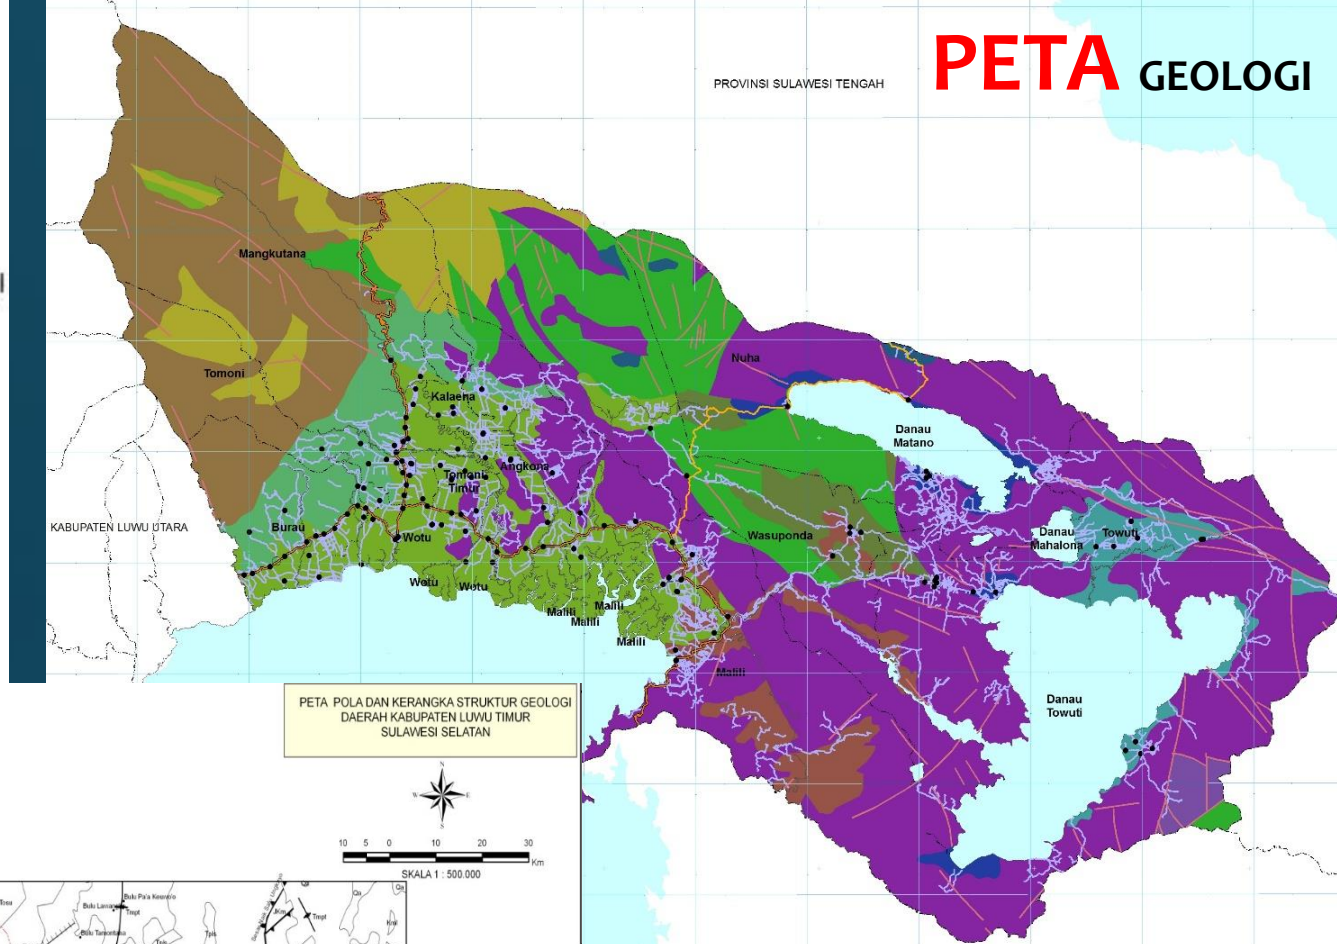 PETA GEOLOGI
PROVINSI SULAWESI TENGAH
Mangkutana
Nuha
Tomoni
Kalaena
Danau
Matano
Angkona
Tomoni
Timur
KABUPATEN LUWU UTARA
Burau
Wotu
Wasuponda
Danau
Mahalona
Towuti
Wotu
Wotu
Malili
Malili
Malili
Malili
Malili
Danau
Towuti
PETA POLA DAN KERANGKA STRUKTUR GEOLOGI
DAERAH KABUPATEN LUWU TIMUR
SULAWESI SELATAN
N
W E
S
10 5 0 10 20 30
Km
SKALA 1 : 500.000
Qa
Tmpt